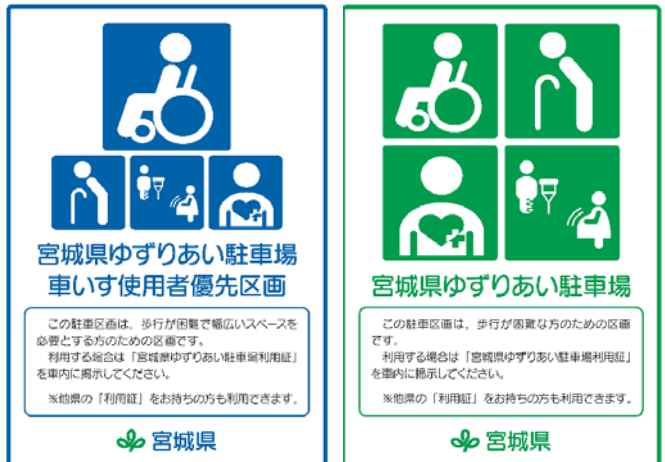 宮城県ゆずりあい駐車場
車いす使用者優先区画
この駐車区画は、歩行が困難で幅広いスペースを
必要とする方のための区画です。
利用する場合は「宮城県ゆずりあい駐車場利用証」
を車内に掲示してください。
※他県の「利用証」をお持ちの方も利用できます。
宮城県
宮城県ゆずりあい駐車場
この駐車区画は、歩行が困難な方のための区画
です。
利用する場合は「宮城県ゆずりあい駐車場利用証」
を車内に掲示してください。
※他県の「利用証」をお持ちの方も利用できます。
宮城県